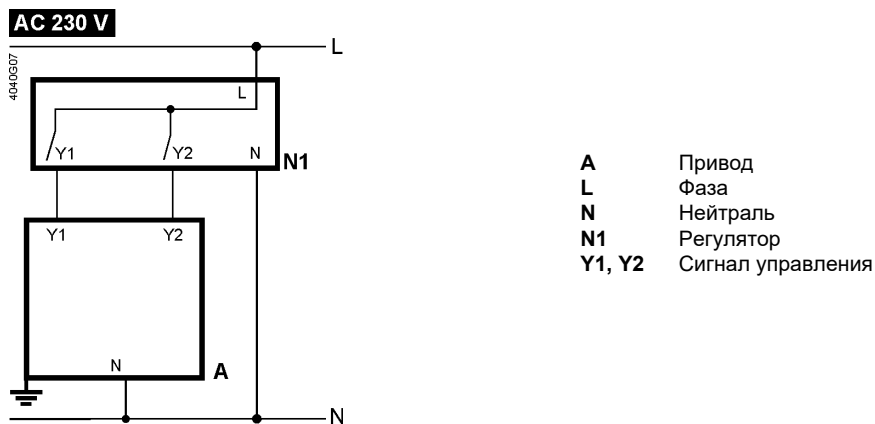 AC 230 V
L
4040G07
L
Y1 Y2 N
N1
Y1 Y2
N
A
N
A Привод
L Фаза
N Нейтраль
N1 Регулятор
Y1, Y2 Сигнал управления